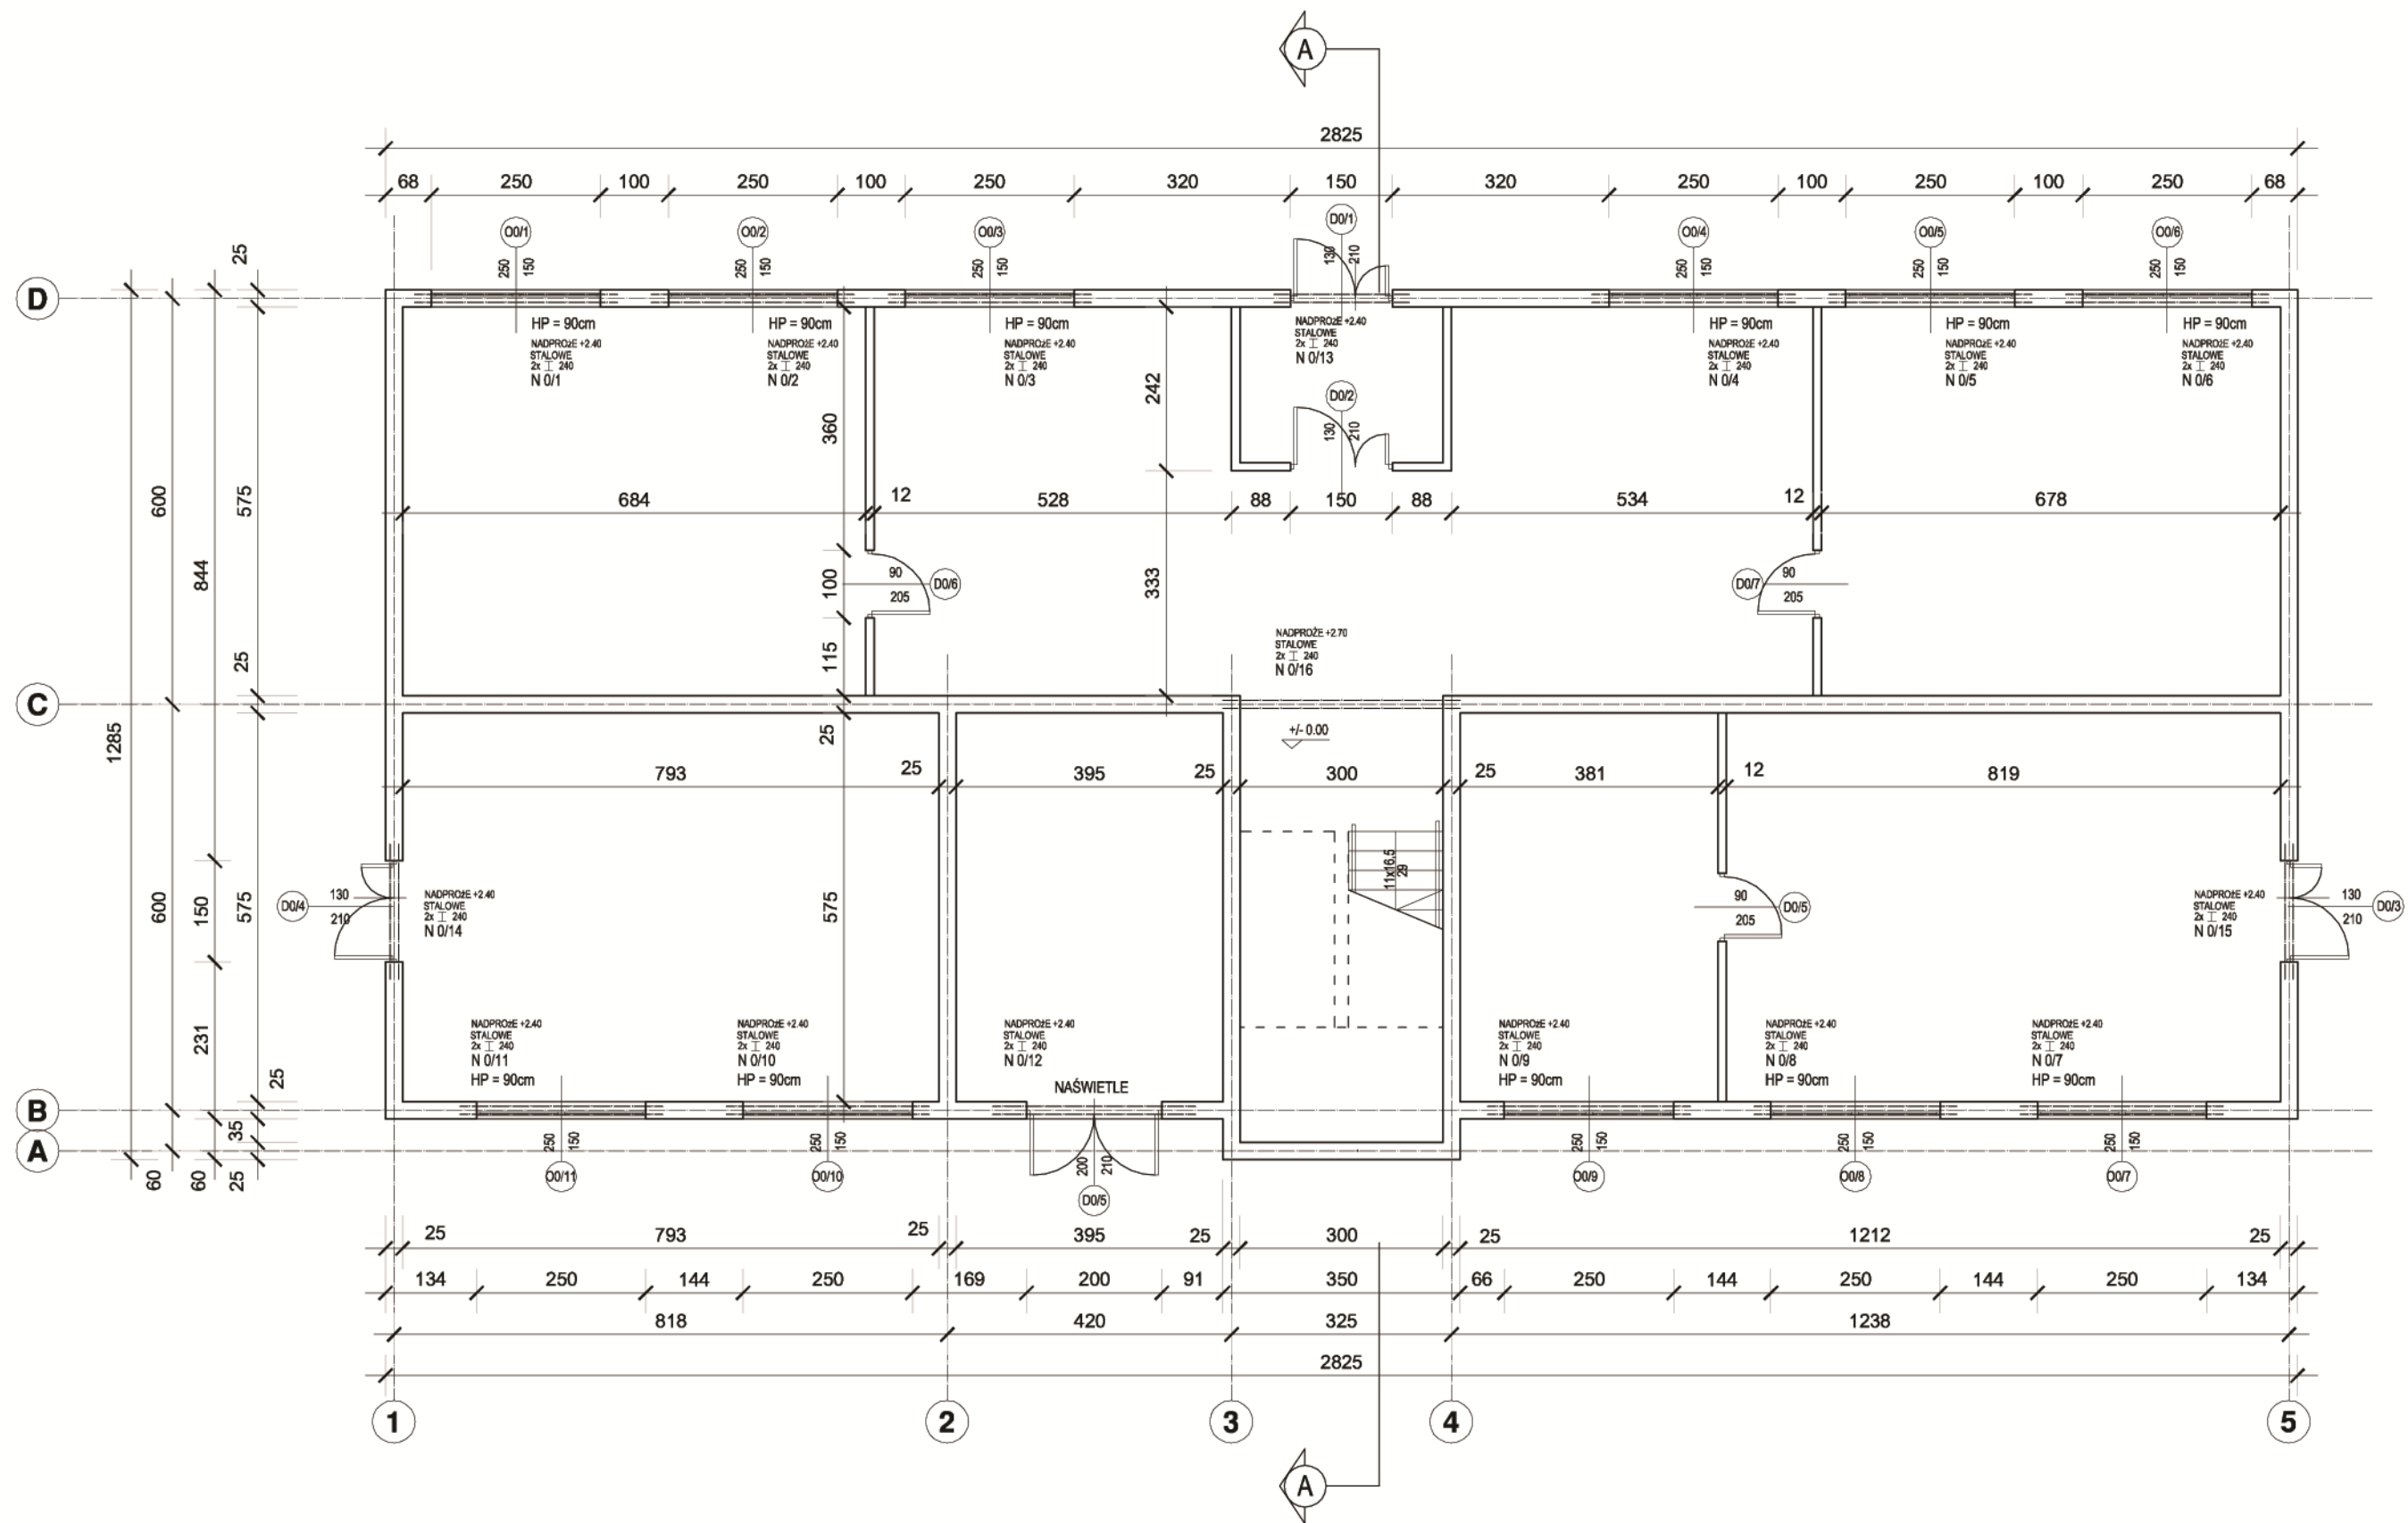 A
2825
68 250 100 250 100 250 320 150 320 250 100 250 100 250 68
O0/1 O0/2 O0/3 D0/1 O0/4 O0/5 O0/6
250 150 250 150 250 150 130 210 250 150 250 150 250 150
25
D
HP = 90cm HP = 90cm HP = 90cm HP = 90cm HP = 90cm HP = 90cm
NADPROżE +2.40
STALOWE
2x 240
N 0/1
NADPROżE +2.40
STALOWE
2x 240
N 0/2
NADPROżE +2.40
STALOWE
2x 240
N 0/3
NADPROżE +2.40
STALOWE
2x 240
N 0/13
NADPROżE +2.40
STALOWE
2x 240
N 0/4
NADPROżE +2.40
STALOWE
2x 240
N 0/5
NADPROżE +2.40
STALOWE
2x 240
N 0/6
D0/2
130 210
360 242
600 575
684 12 528 88 150 88 534 12 678
844
100 333
90
205
D0/6
D0/7
90
205
115
25
NADPROŻE +2.70
STALOWE
2x 240
N 0/16
C
1285
25
+/- 0.00
793 25 395 25 300 25 381 12 819
11x16,5
29
600 150 575 575
D0/4
130
210
NADPROżE +2.40
STALOWE
2x 240
N 0/14
90
205
D0/5
NADPROżE +2.40
STALOWE
2x 240
N 0/15
130
210
D0/3
231
25
NADPROżE +2.40
STALOWE
2x 240
N 0/11
HP = 90cm
NADPROżE +2.40
STALOWE
2x 240
N 0/10
HP = 90cm
NADPROżE +2.40
STALOWE
2x 240
N 0/12
NAŚWIETLE
NADPROżE +2.40
STALOWE
2x 240
N 0/9
HP = 90cm
NADPROżE +2.40
STALOWE
2x 240
N 0/8
HP = 90cm
NADPROżE +2.40
STALOWE
2x 240
N 0/7
HP = 90cm
B
35
A
60 60 25
250 150 250 150 200 210 250 150 250 150 250 150
O0/11 O0/10 D0/5 O0/9 O0/8 O0/7
25 793 25 395 25 300 25 1212 25
134 250 144 250 169 200 91 350 66 250 144 250 144 250 134
818 420 325 1238
2825
1 2 3 4 5
A